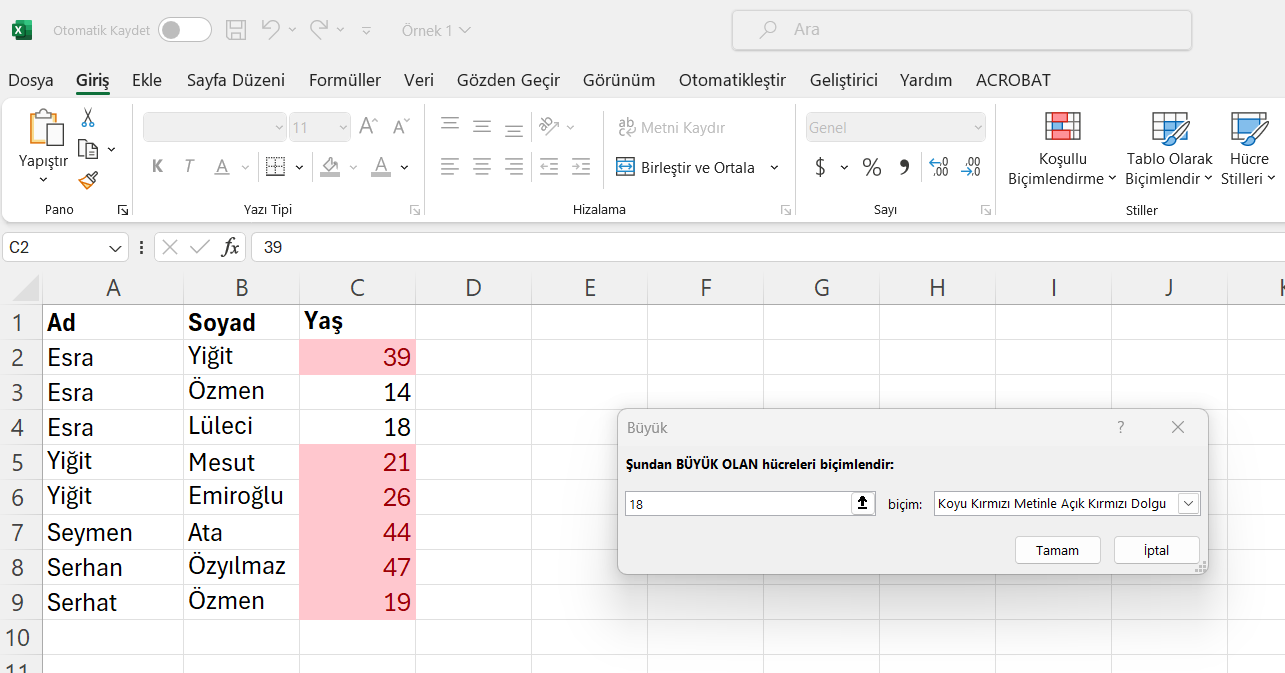 Otomatik Kaydet Örnek 1 Ara
Dosya Giriş Ekle Sayfa Düzeni Formüller Veri Gözden Geçir Görünüm Otomatikleştir Geliştirici Yardım ACROBAT
Yapıştır
Pano
11
K T A A
Yazı Tipi
Metni Kaydır
Birleştir ve Ortala
Hizalama
Genel
$ % , .00 .00
Sayı
Koşullu
Biçimlendirme
Tablo Olarak
Biçimlendir
Hücre
Stilleri
Stiller
C2 fx 39
A B C D E F G H I J
1 Ad Soyad Yaş
2 Esra Yiğit 39
3 Esra Özmen 14
4 Esra Lüleci 18
5 Yiğit Mesut 21
6 Yiğit Emiroğlu 26
7 Seymen Ata 44
8 Serhan Özyılmaz 47
9 Serhat Özmen 19
10
11
Büyük ?
Şundan BÜYÜK OLAN hücreleri biçimlendir:
18 biçim: Koyu Kırmızı Metinle Açık Kırmızı Dolgu
Tamam İptal